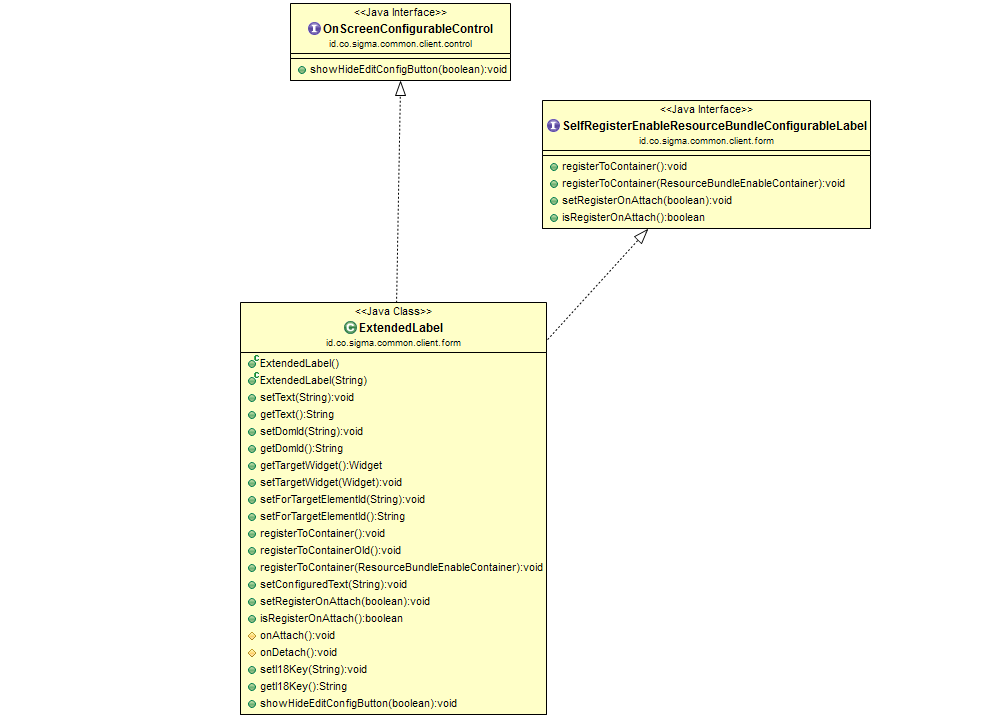 <<Java Interface>>
I OnScreenConfigurableControl
id.co.sigma.common.client.control
showHideEditConfigButton(boolean):void
<<Java Interface>>
I SelfRegisterEnableResourceBundleConfigurableLabel
id.co.sigma.common.client.form
registerToContainer():void
registerToContainer(ResourceBundleEnableContainer):void
setRegisterOnAttach(boolean):void
isRegisterOnAttach():boolean
<<Java Class>>
C ExtendedLabel
id.co.sigma.common.client.form
C ExtendedLabel()
C ExtendedLabel(String)
setText(String):void
getText():String
setDomId(String):void
getDomId():String
getTargetWidget():Widget
setTargetWidget(Widget):void
setForTargetElementId(String):void
setForTargetElementId():String
registerToContainer():void
registerToContainerOld():void
registerToContainer(ResourceBundleEnableContainer):void
setConfiguredText(String):void
setRegisterOnAttach(boolean):void
isRegisterOnAttach():boolean
onAttach():void
onDetach():void
setI18Key(String):void
getI18Key():String
showHideEditConfigButton(boolean):void